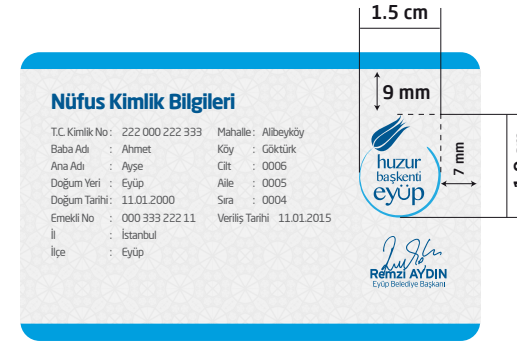 1.5 cm
9 mm
Nüfus Kimlik Bilgileri
T.C. Kimlik No : 222 000 222 333
Baba Adı : Ahmet
Ana Adı : Ayşe
Doğum Yeri : Eyüp
Doğum Tarihi : 11.01.2000
Emekli No : 000 333 222 11
İl : İstanbul
İlçe : Eyüp
Mahalle : Alibeyköy
Köy : Göktürk
Cilt : 0006
Aile : 0005
Sıra : 0004
Veriliş Tarihi 11.01.2015
huzur
başkenti
eyüp
7 mm
Remzi AYDIN
Eyüp Belediye Başkanı